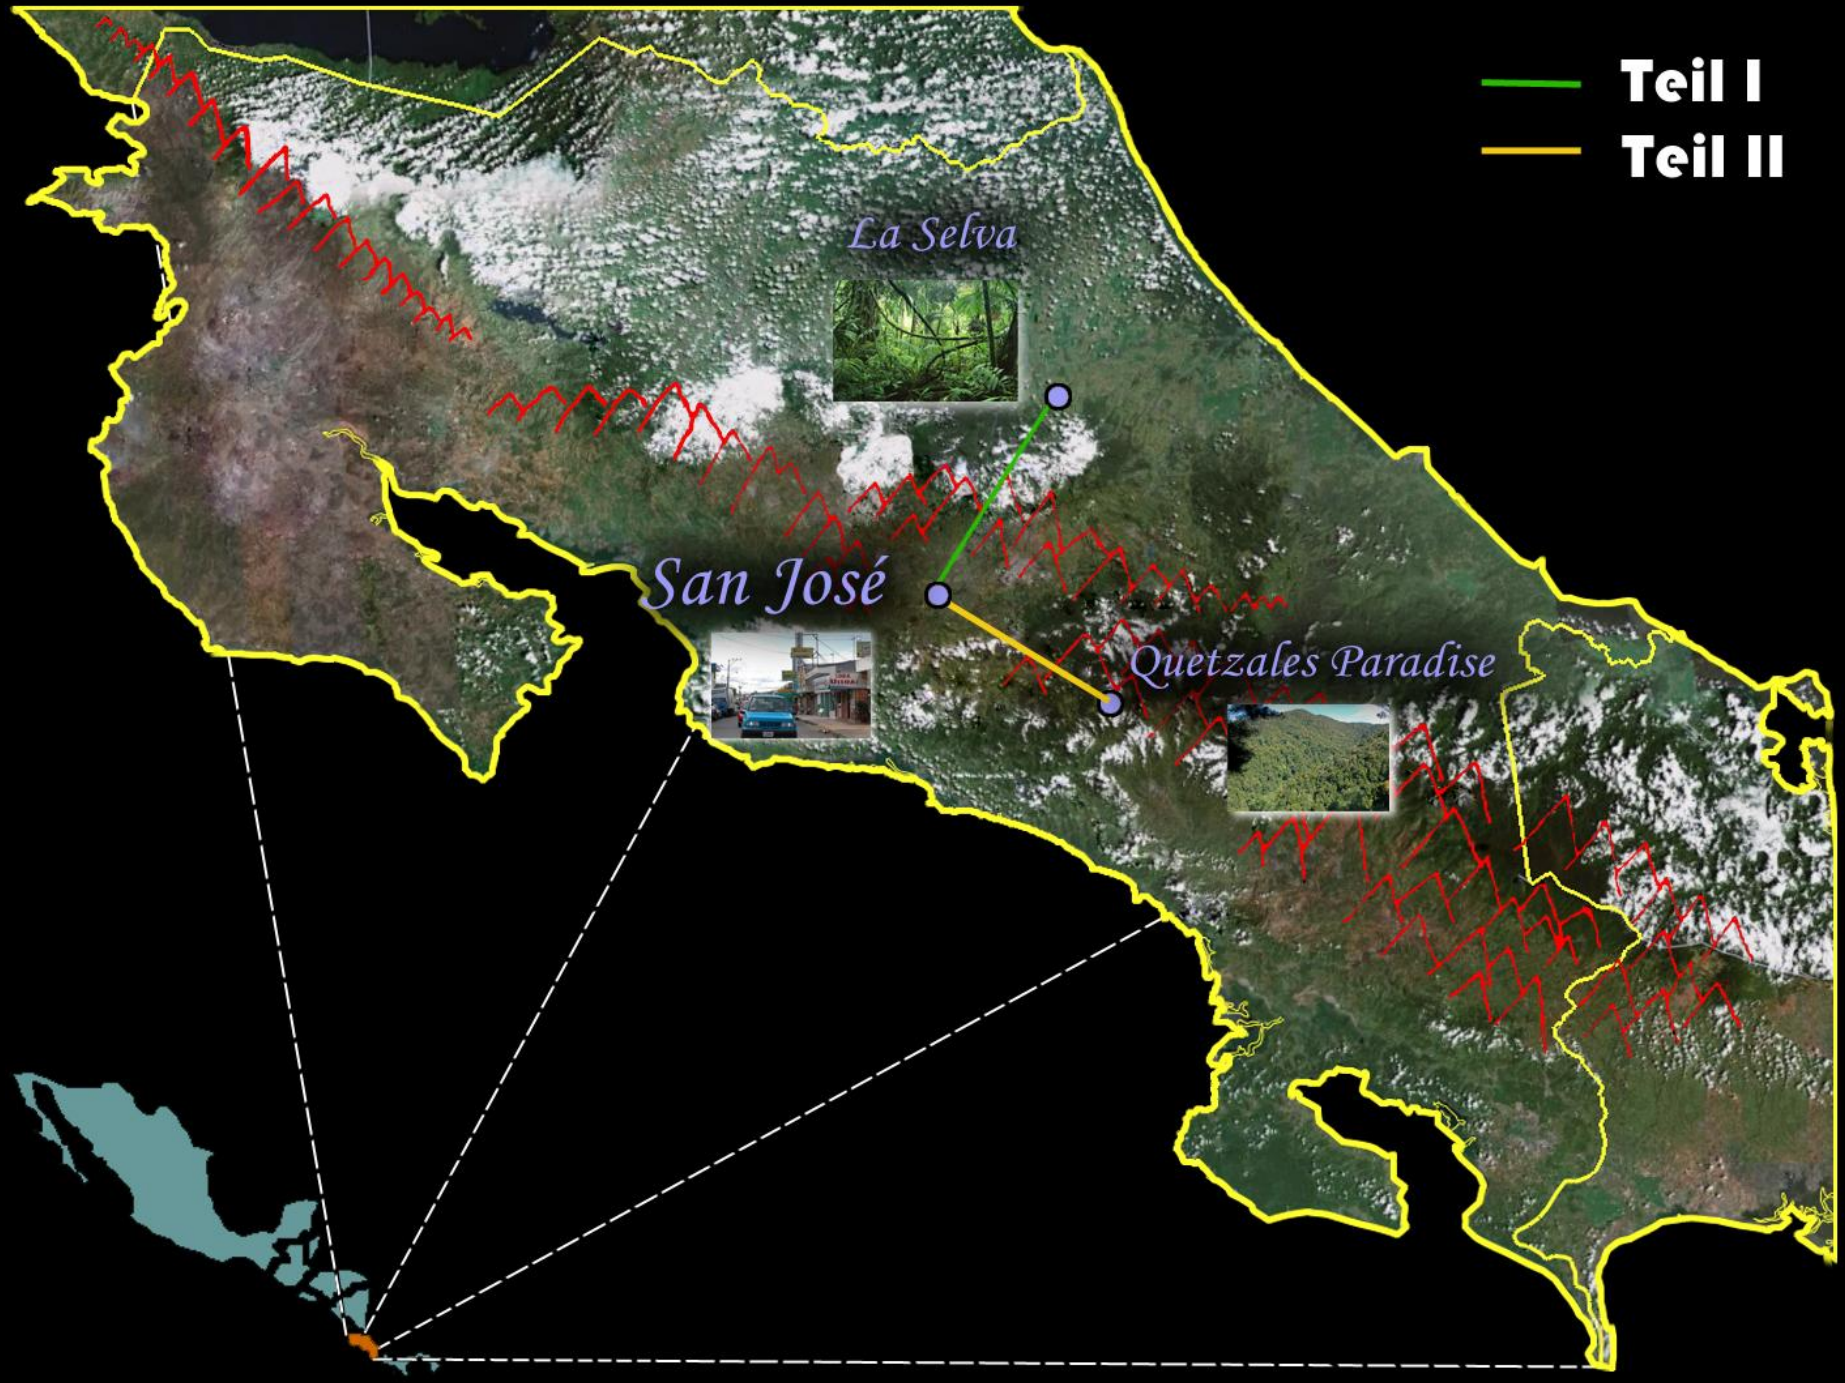 Teil I
Teil II
La Selva
San José
Quetzales Paradise